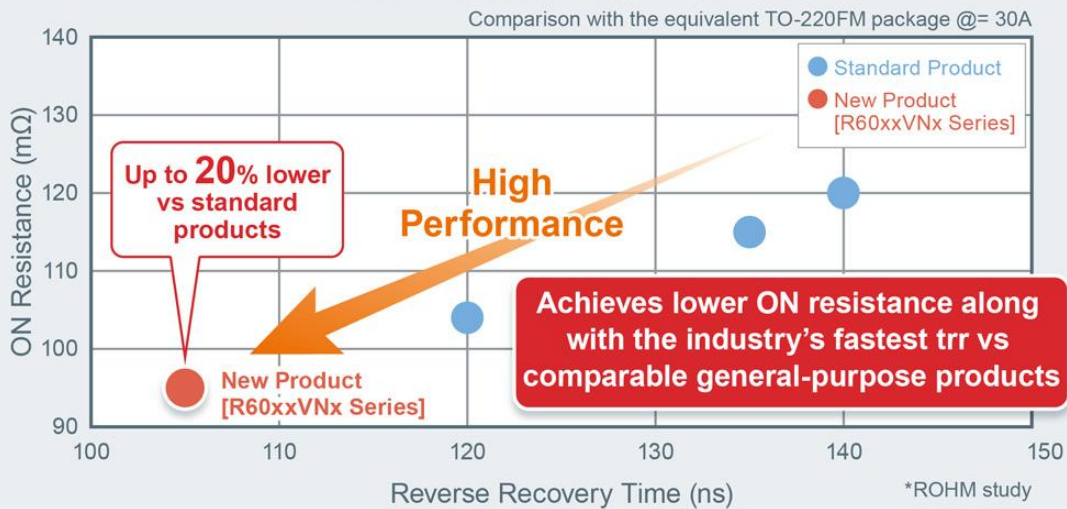 Comparison with the equivalent TO-220FM package @= 30A
140
130
120
110
100
90
ON Resistance (mΩ)
Standard Product
New Product
[R60xxVNx Series]
Up to 20% lower
vs standard
products
High
Performance
Achieves lower ON resistance along
with the industry's fastest trr vs
comparable general-purpose products
New Product
[R60xxVNx Series]
100
110
120
130
140
150
Reverse Recovery Time (ns)
*ROHM study